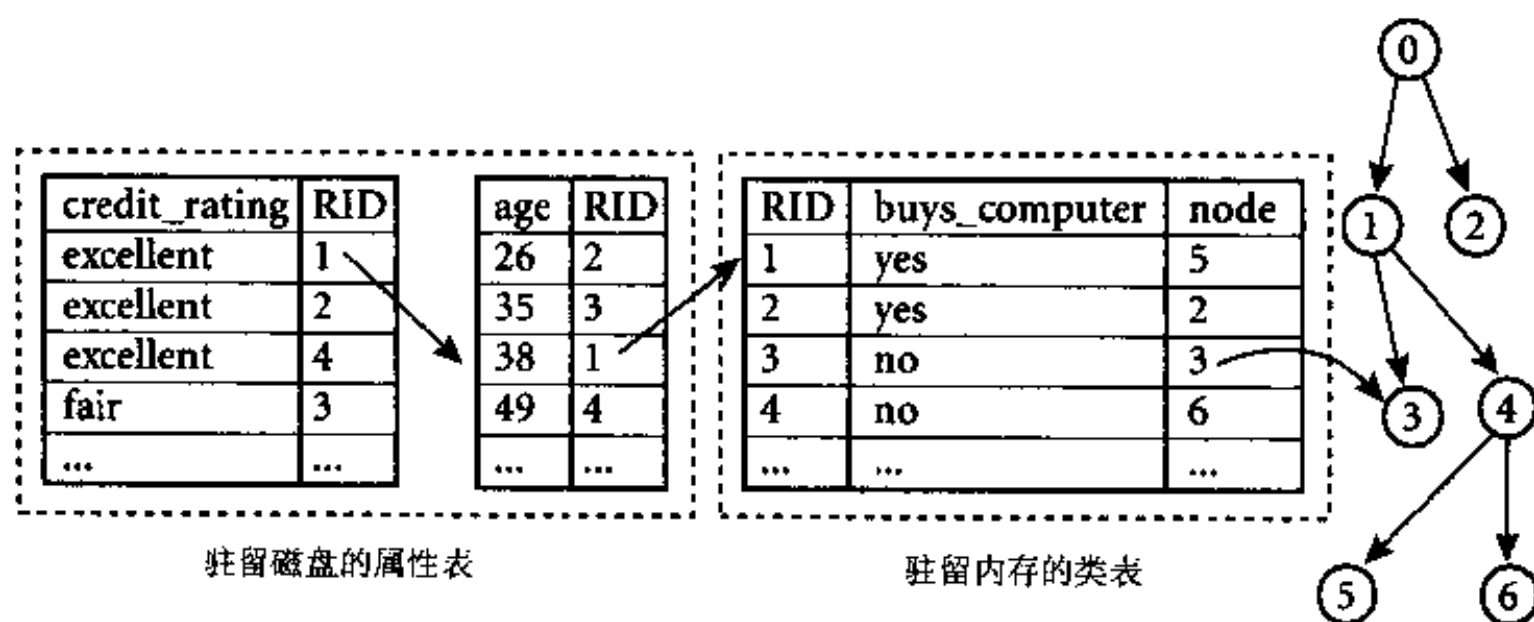 credit_rating RID
excellent 1
excellent 2
excellent 4
fair 3
... ...
age RID
26 2
35 3
38 1
49 4
... ...
RID buys_computer node
1 yes 5
2 yes 2
3 no 3
4 no 6
... ... ...
0
1 2
3 4
5 6
驻留磁盘的属性表
驻留内存的类表